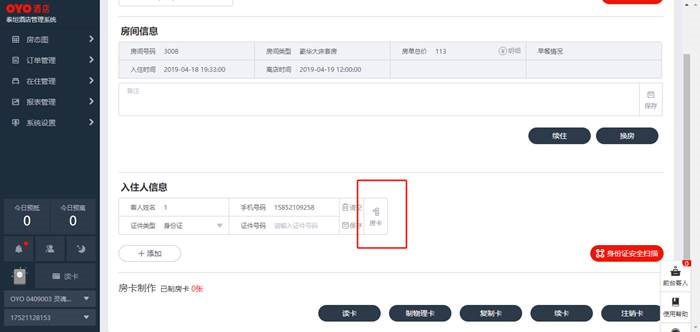 OYO 酒店
泰坦酒店管理系统
房态图
订单管理
在住管理
报表管理
系统设置
今日预抵 今日预离
0 0
读卡
OYO 0409003 灵魂...
17521128153
房间信息
房间号码 3008 房间类型 豪华大床套房 房单总价 113 明细 早餐情况
入住时间 2019-04-18 19:33:00 离店时间 2019-04-19 12:00:00
备注
保存
续住 换房
入住人信息
客人姓名 1 手机号码 15852109258 清空
房卡
证件类型 身份证 证件号码 请输入证件号码 保存
+ 添加
身份证安全扫描
房卡制作 已制房卡 0张
读卡 制物理卡 复制卡 续卡 注销卡
0
前台客人
使用帮助